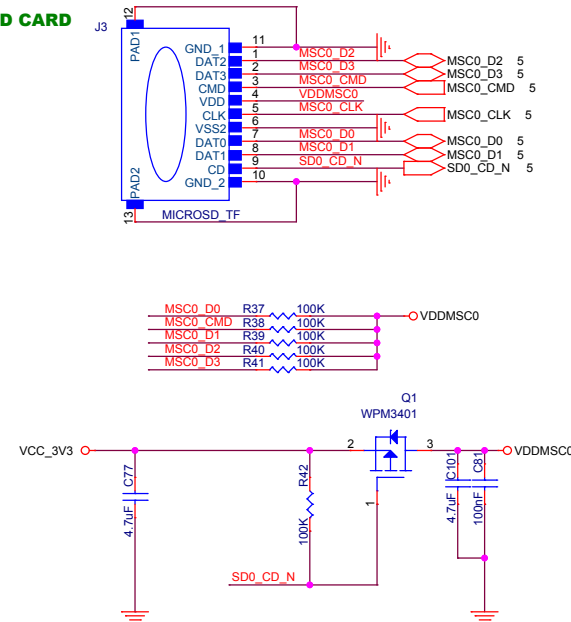 D CARD
J3
12
PAD1
GND_1 11
DAT2 1 MSC0_D2 MSC0_D2 5
DAT3 2 MSC0_D3 MSC0_D3 5
CMD 3 MSC0_CMD MSC0_CMD 5
VDD 4 VDDMSC0
CLK 5 MSC0_CLK MSC0_CLK 5
VSS2 6
DAT0 7 MSC0_D0 MSC0_D0 5
DAT1 8 MSC0_D1 MSC0_D1 5
CD 9 SD0_CD_N SD0_CD_N 5
GND_2 10
PAD2
13
MICROSD_TF
MSC0_D0 R37 100K VDDMSC0
MSC0_CMD R38 100K
MSC0_D1 R39 100K
MSC0_D2 R40 100K
MSC0_D3 R41 100K
Q1
WPM3401
VCC_3V3 2 3 VDDMSC0
C77
4.7uF
R42
100K
1
C101
4.7uF
C81
100nF
SD0_CD_N